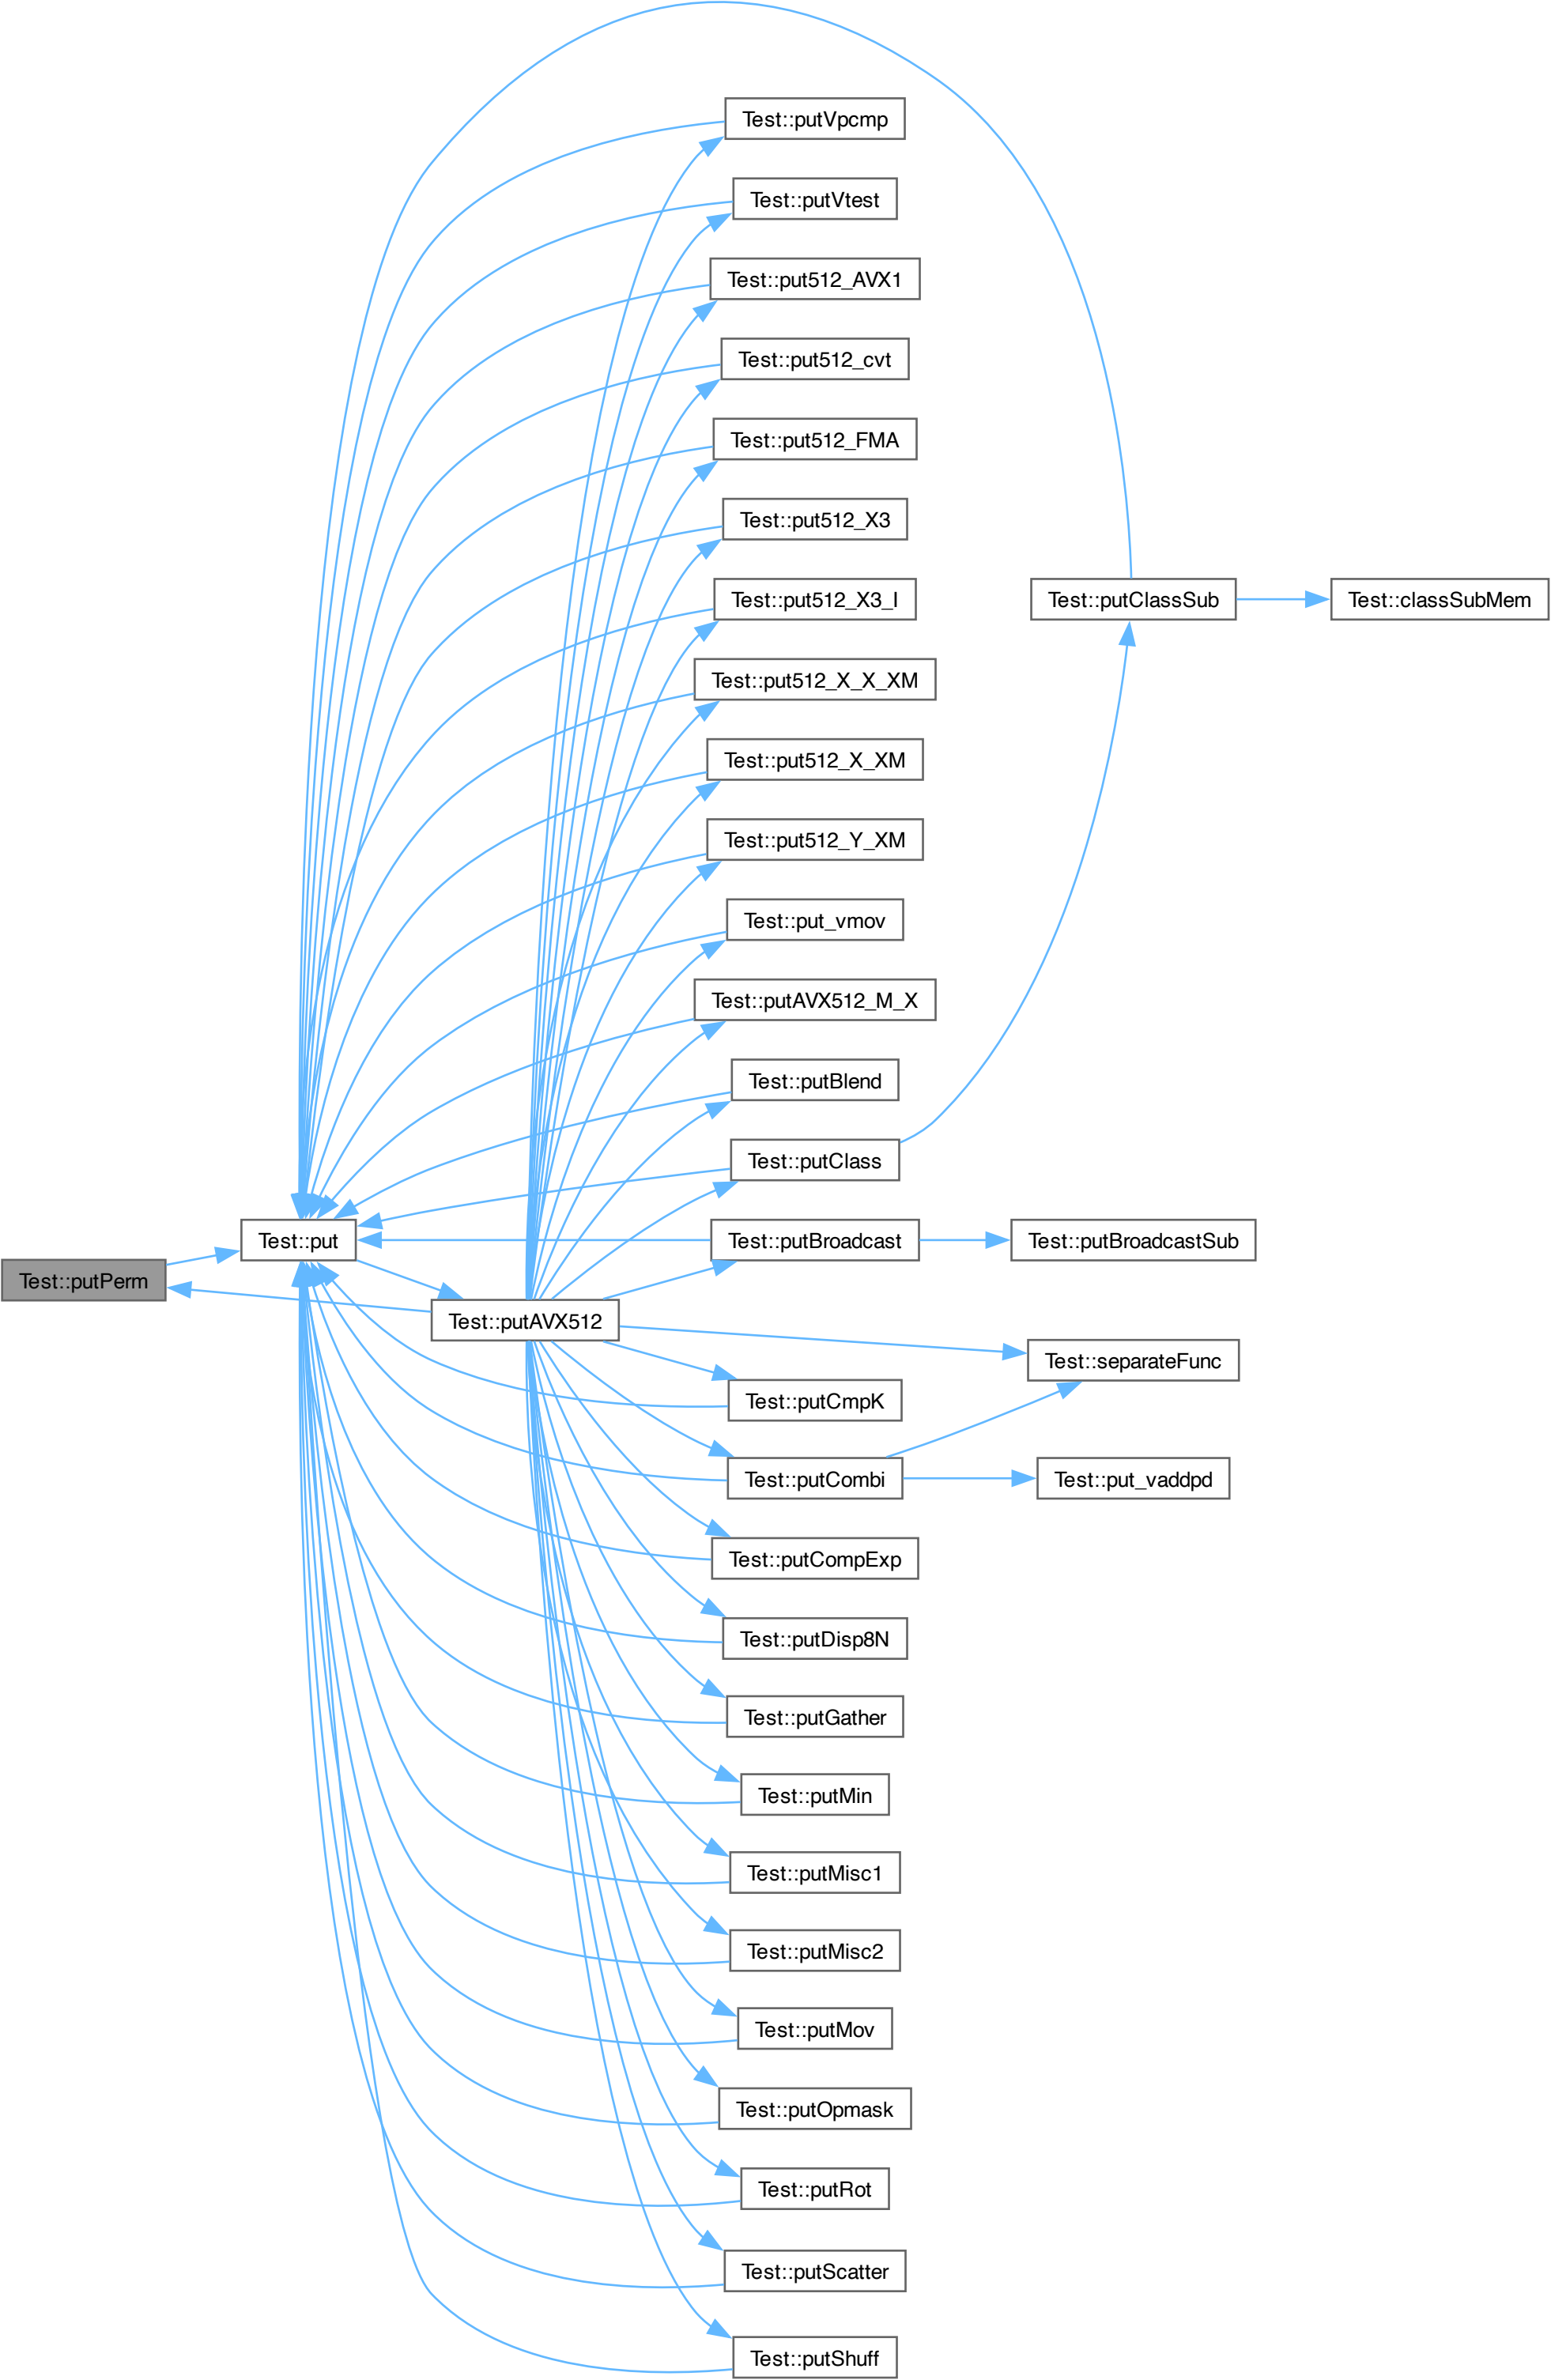 Test::putVpcmp
Test::putVtest
Test::put512_AVX1
Test::put512_cvt
Test::put512_FMA
Test::put512_X3
Test::put512_X3_I
Test::putClassSub
Test::classSubMem
Test::put512_X_X_XM
Test::put512_X_XM
Test::put512_Y_XM
Test::put_vmov
Test::putAVX512_M_X
Test::putBlend
Test::putClass
Test::put
Test::putBroadcast
Test::putBroadcastSub
Test::putPerm
Test::putAVX512
Test::separateFunc
Test::putCmpK
Test::putCombi
Test::put_vaddpd
Test::putCompExp
Test::putDisp8N
Test::putGather
Test::putMin
Test::putMisc1
Test::putMisc2
Test::putMov
Test::putOpmask
Test::putRot
Test::putScatter
Test::putShuff